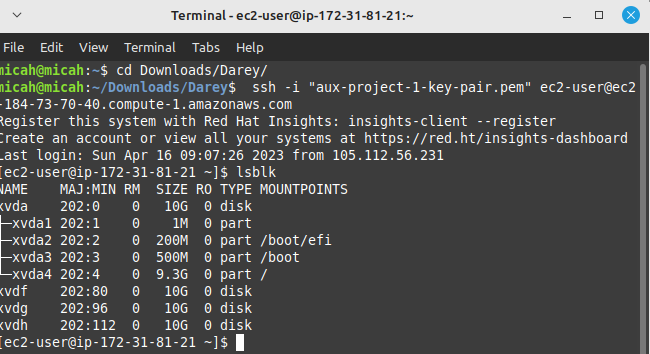 Terminal - ec2-user@ip-172-31-81-21:~
File Edit View Terminal Tabs Help
micah@micah:~$ cd Downloads/Darey/
micah@micah:~/Downloads/Darey$  ssh -i "aux-project-1-key-pair.pem" ec2-user@ec2
-184-73-70-40.compute-1.amazonaws.com
Register this system with Red Hat Insights: insights-client --register
Create an account or view all your systems at https://red.ht/insights-dashboard
Last login: Sun Apr 16 09:07:26 2023 from 105.112.56.231
[ec2-user@ip-172-31-81-21 ~]$ lsblk
NAME    MAJ:MIN RM  SIZE RO TYPE MOUNTPOINTS
xvda    202:0    0   10G  0 disk
├─xvda1 202:1    0    1M  0 part
├─xvda2 202:2    0  200M  0 part /boot/efi
├─xvda3 202:3    0  500M  0 part /boot
└─xvda4 202:4    0  9.3G  0 part /
xvdf    202:80   0   10G  0 disk
xvdg    202:96   0   10G  0 disk
xvdh    202:112  0   10G  0 disk
[ec2-user@ip-172-31-81-21 ~]$